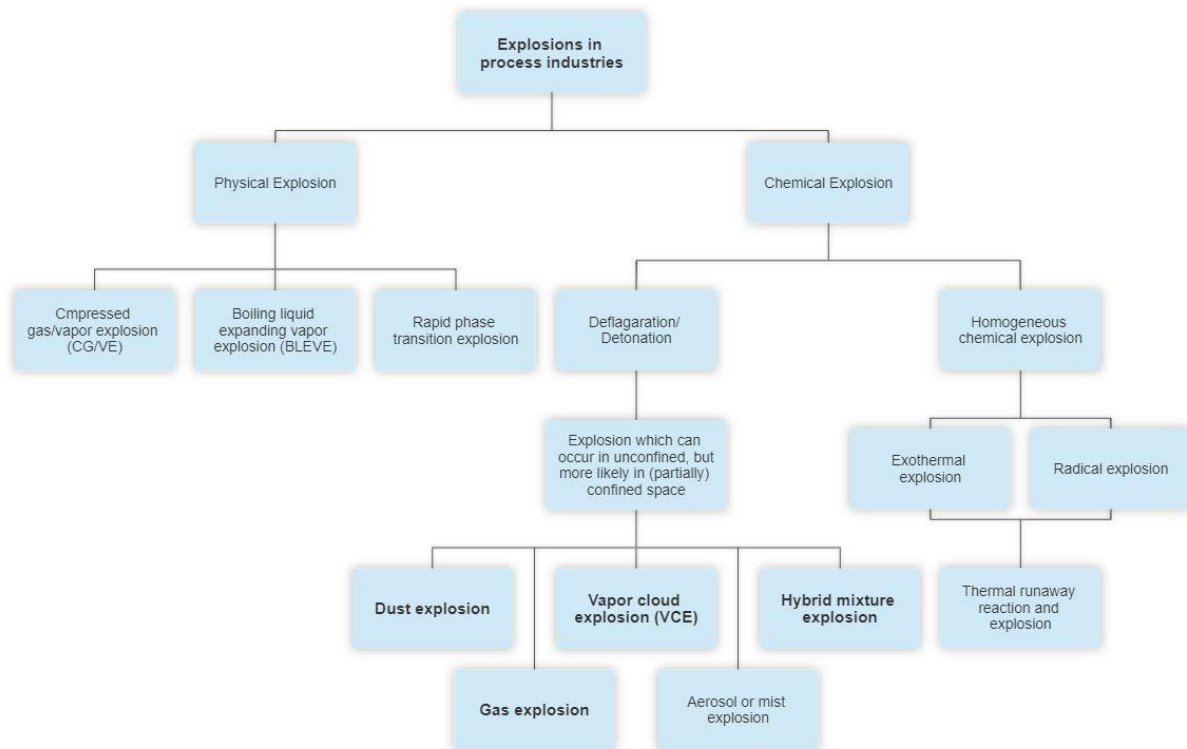 Explosions in
process industries
Physical Explosion
Chemical Explosion
Cmpressed
gas/vapor explosion
(CG/VE)
Boiling liquid
expanding vapor
explosion (BLEVE)
Rapid phase
transition explosion
Deflagaration/
Detonation
Homogeneous
chemical explosion
Explosion which can
occur in unconfined, but
more likely in (partially)
confined space
Exothermal
explosion
Radical explosion
Dust explosion
Vapor cloud
explosion (VCE)
Hybrid mixture
explosion
Thermal runaway
reaction and
explosion
Gas explosion
Aerosol or mist
explosion